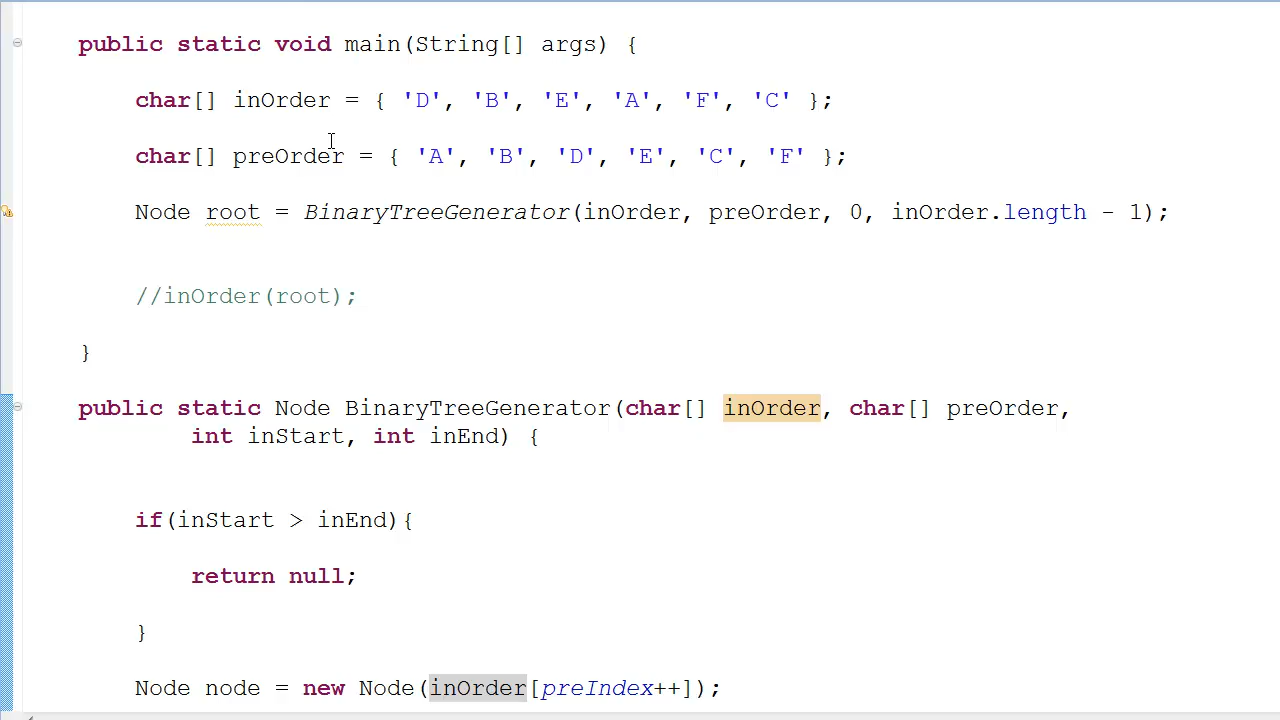 public static void main(String[] args) {
char[] inOrder = { 'D', 'B', 'E', 'A', 'F', 'C' };
char[] preOrder = { 'A', 'B', 'D', 'E', 'C', 'F' };
Node root = BinaryTreeGenerator(inOrder, preOrder, 0, inOrder.length - 1);
//inOrder(root);
}
public static Node BinaryTreeGenerator(char[] inOrder, char[] preOrder,
int inStart, int inEnd) {
if(inStart > inEnd){
return null;
}
Node node = new Node(inOrder[preIndex++]);